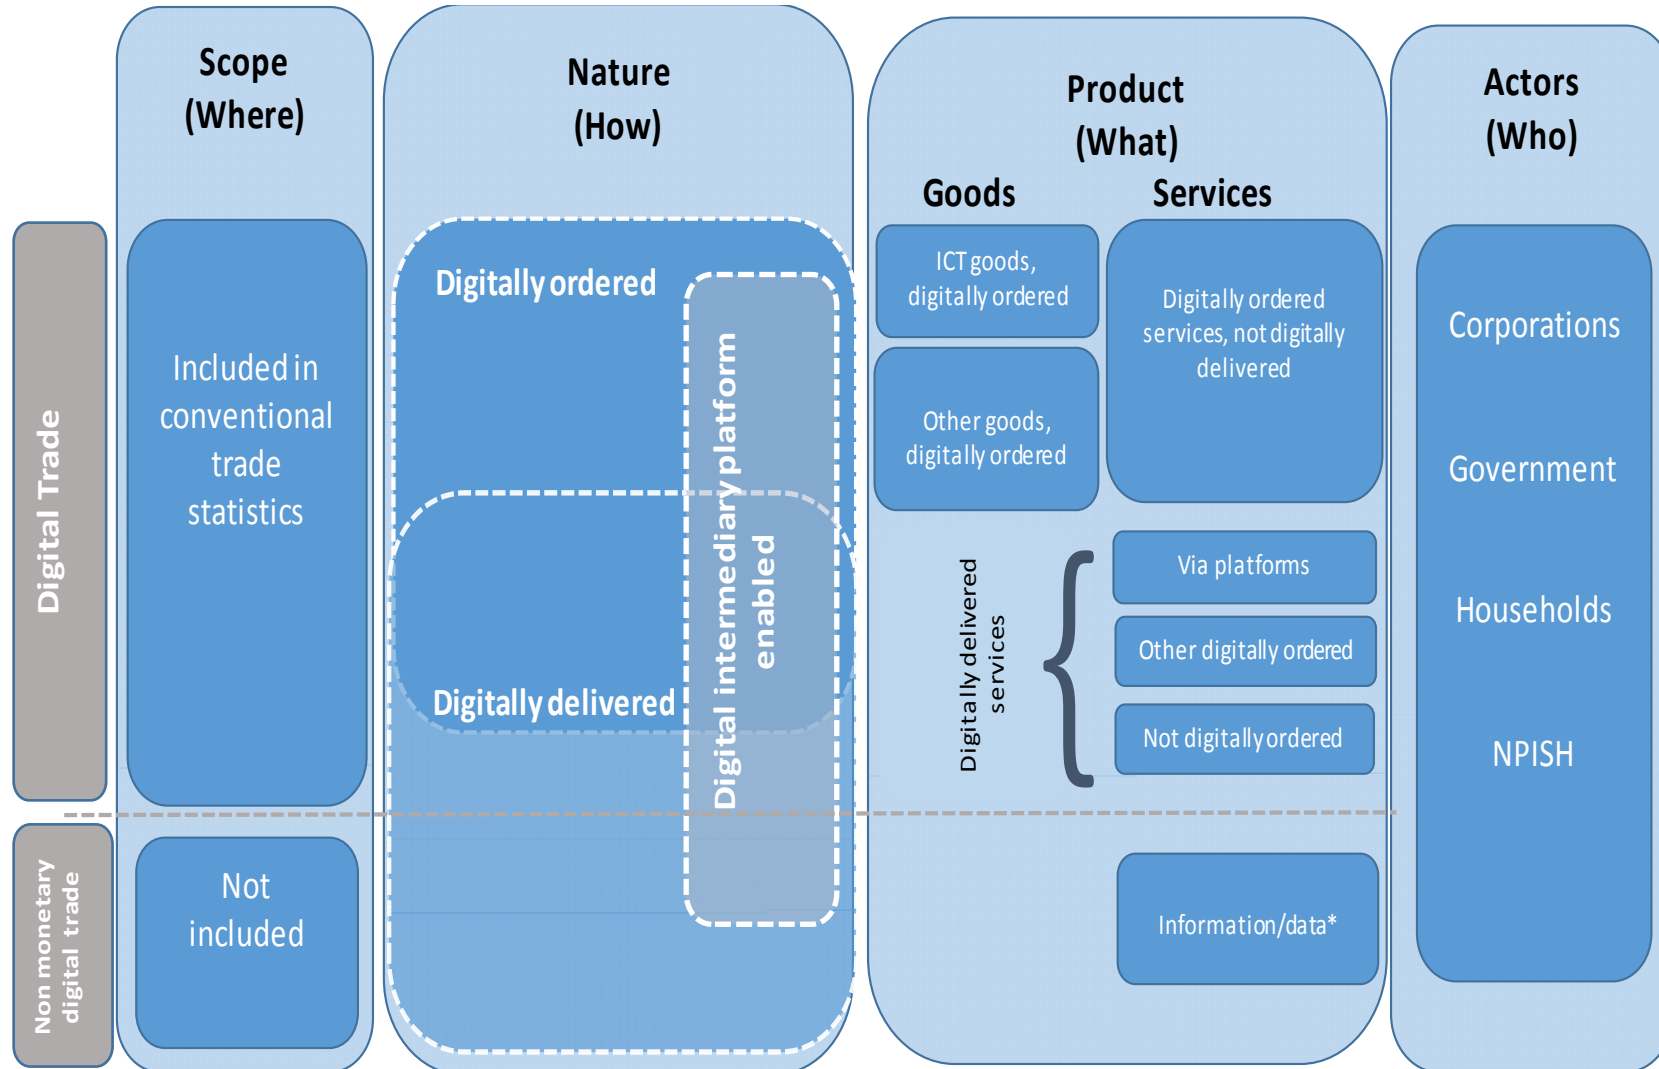 Scope
(Where)
Nature
(How)
Product
(What)
Actors
(Who)
Goods
Services
Digital Trade
Included in
conventional
trade
statistics
Digitally ordered
Digitally delivered
Digital intermediary platform
enabled
ICT goods,
digitally ordered
Other goods,
digitally ordered
Digitally ordered
services, not digitally
delivered
Digitally delivered
services
Via platforms
Other digitally ordered
Not digitally ordered
Corporations
Government
Households
NPISH
Non monetary
digital trade
Not
included
Information/data*